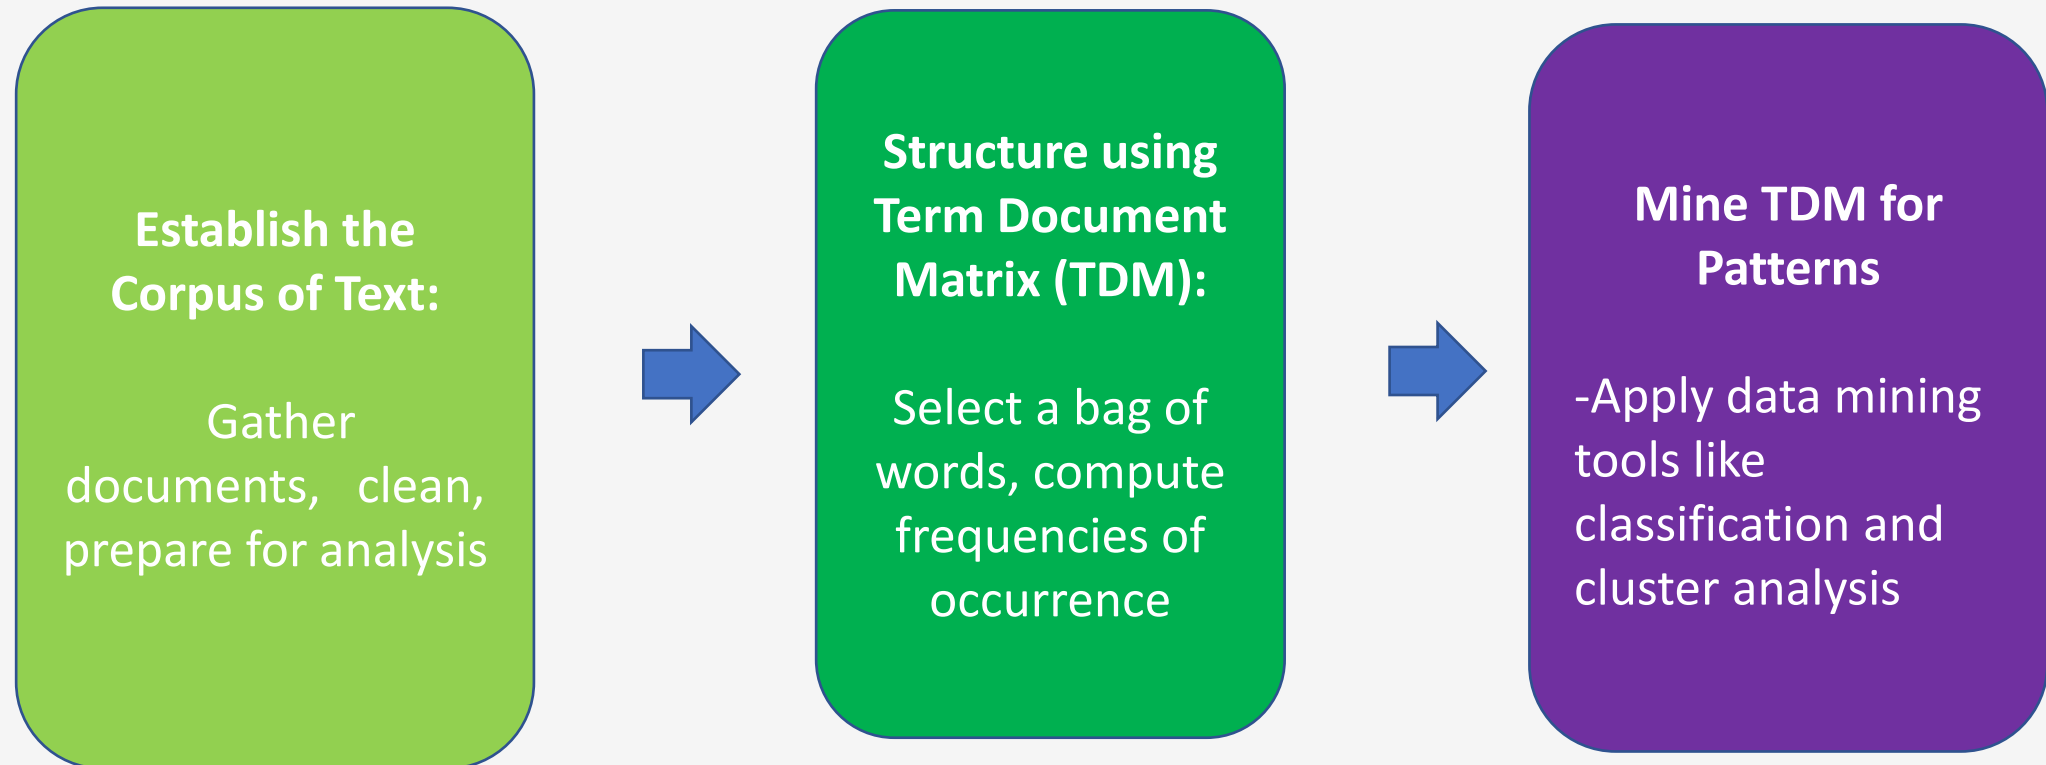 Establish the
Corpus of Text:
Gather
documents, clean,
prepare for analysis
Structure using
Term Document
Matrix (TDM):
Select a bag of
words, compute
frequencies of
occurrence
Mine TDM for
Patterns
-Apply data mining
tools like
classification and
cluster analysis